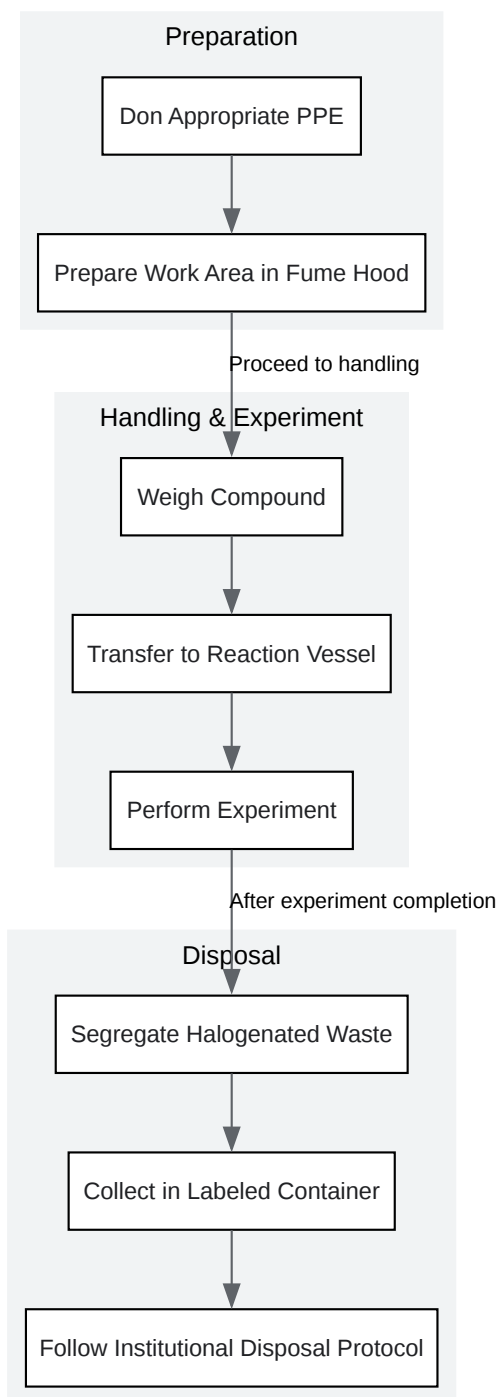 Preparation
Don Appropriate PPE
Prepare Work Area in Fume Hood
Proceed to handling
Handling & Experiment
Weigh Compound
Transfer to Reaction Vessel
Perform Experiment
After experiment completion
Disposal
Segregate Halogenated Waste
Collect in Labeled Container
Follow Institutional Disposal Protocol